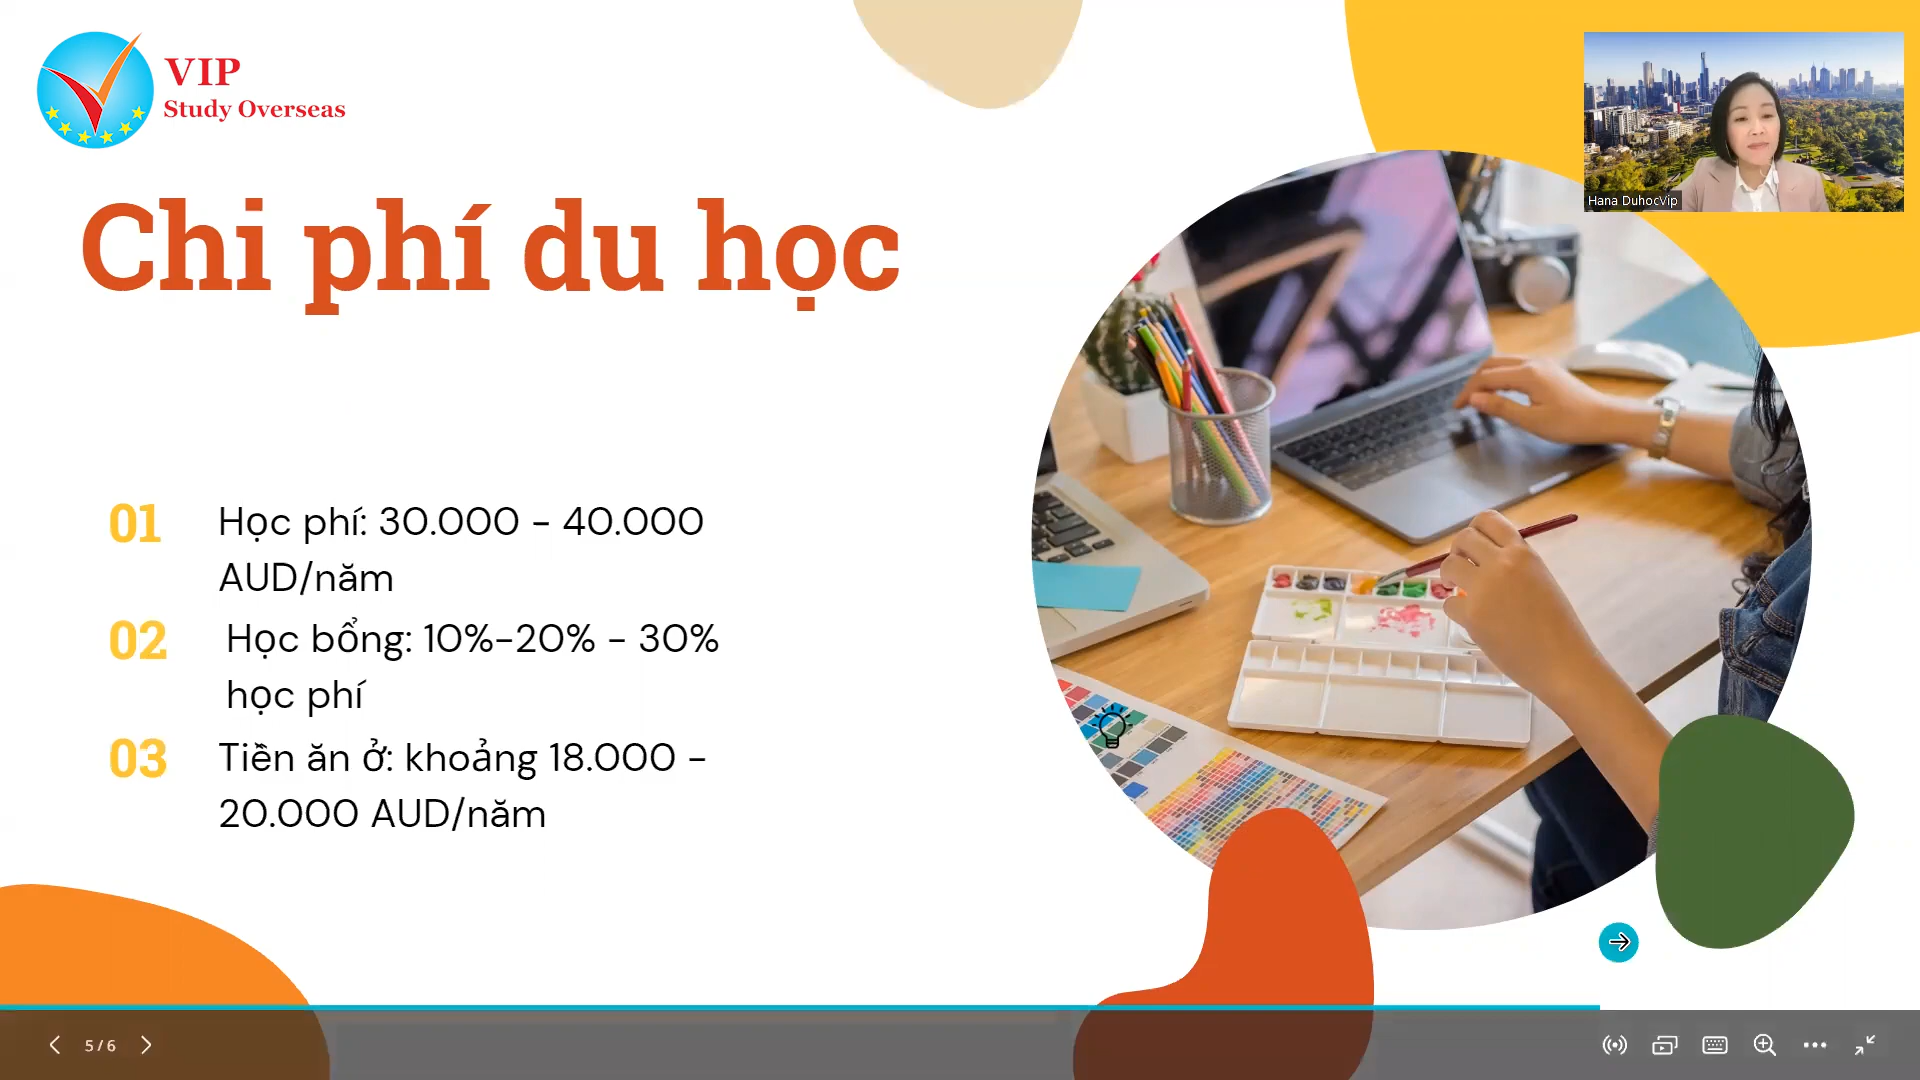 VIP
Study Overseas
Chi phí du học
01
Học phí: 30.000 - 40.000
AUD/năm
02
Học bổng: 10%-20% - 30%
học phí
03
Tiền ăn ở: khoảng 18.000 -
20.000 AUD/năm
Hana DuhocVip
5/6